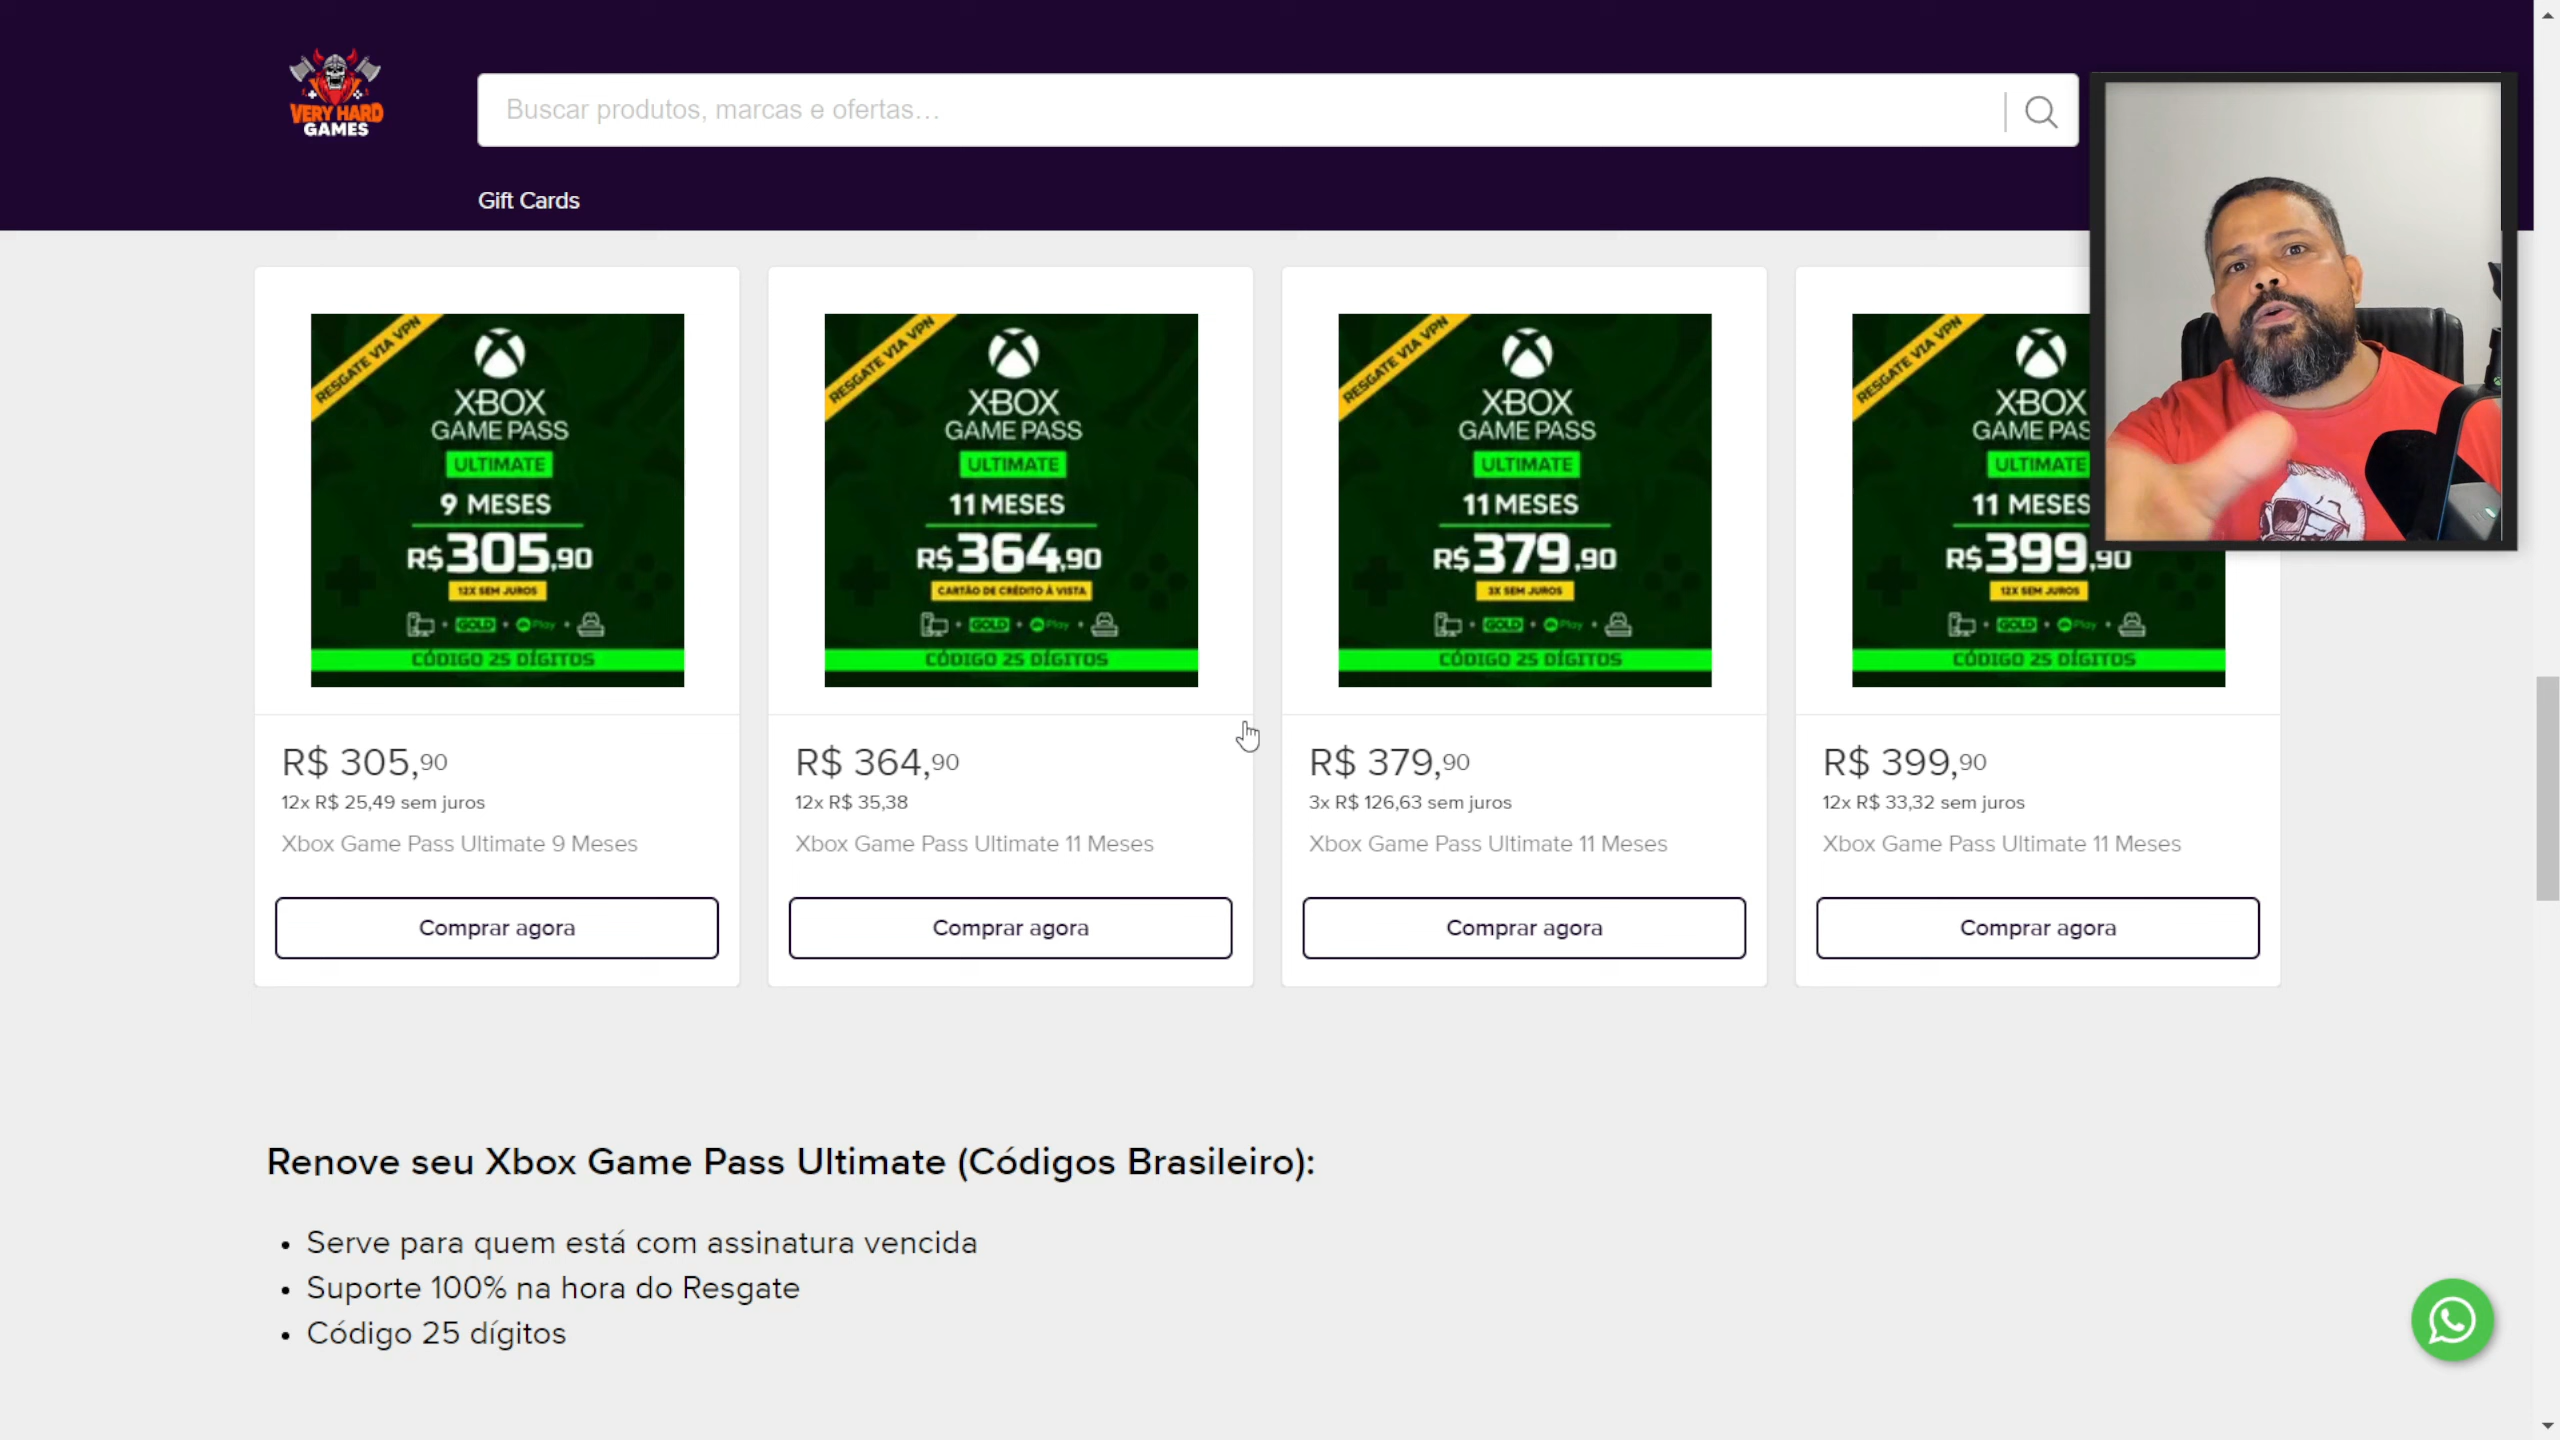 VERY HARD
GAMES
Buscar produtos, marcas e ofertas...
Gift Cards
RESGATE VIA VPN
XBOX
GAME PASS
ULTIMATE
9 MESES
R$305,90
12X SEM JUROS
GOLD • Play
CÓDIGO 25 DÍGITOS
R$ 305,90
12x R$ 25,49 sem juros
Xbox Game Pass Ultimate 9 Meses
Comprar agora
RESGATE VIA VPN
XBOX
GAME PASS
ULTIMATE
11 MESES
R$364,90
CARTÃO DE CRÉDITO À VISTA
GOLD • Play
CÓDIGO 25 DÍGITOS
R$ 364,90
12x R$ 35,38
Xbox Game Pass Ultimate 11 Meses
Comprar agora
RESGATE VIA VPN
XBOX
GAME PASS
ULTIMATE
11 MESES
R$379,90
3X SEM JUROS
GOLD • Play
CÓDIGO 25 DÍGITOS
R$ 379,90
3x R$ 126,63 sem juros
Xbox Game Pass Ultimate 11 Meses
Comprar agora
RESGATE VIA VPN
XBOX
GAME PAS
ULTIMATE
11 MESES
R$399,90
12X SEM JUROS
GOLD • Play
CÓDIGO 25 DÍGITOS
R$ 399,90
12x R$ 33,32 sem juros
Xbox Game Pass Ultimate 11 Meses
Comprar agora
Renove seu Xbox Game Pass Ultimate (Códigos Brasileiro):
• Serve para quem está com assinatura vencida
• Suporte 100% na hora do Resgate
• Código 25 dígitos